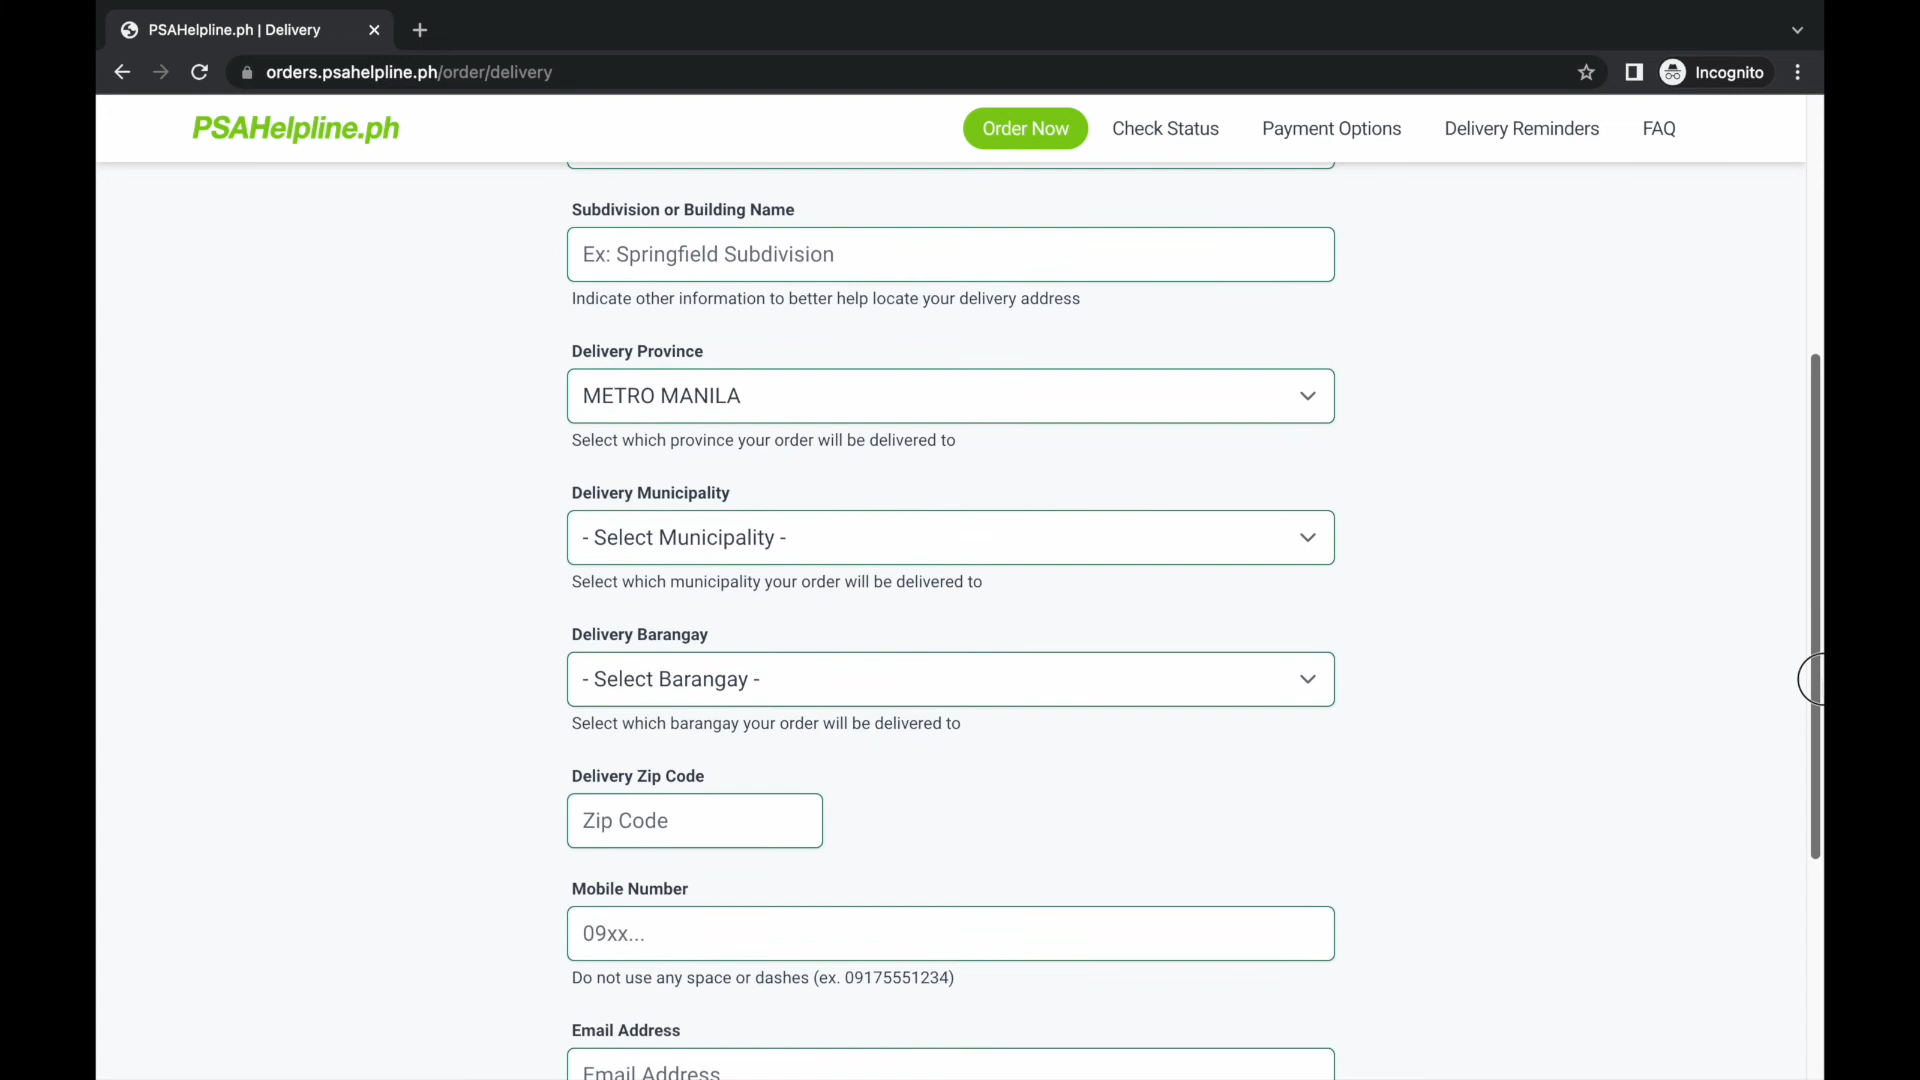 PSAHelpline.ph | Delivery
orders.psahelpline.ph/order/delivery
Incognito
PSAHelpline.ph
Order Now
Check Status
Payment Options
Delivery Reminders
FAQ
Subdivision or Building Name
Ex: Springfield Subdivision
Indicate other information to better help locate your delivery address
Delivery Province
METRO MANILA
Select which province your order will be delivered to
Delivery Municipality
- Select Municipality -
Select which municipality your order will be delivered to
Delivery Barangay
- Select Barangay -
Select which barangay your order will be delivered to
Delivery Zip Code
Zip Code
Mobile Number
09xx...
Do not use any space or dashes (ex. 09175551234)
Email Address
Email Address